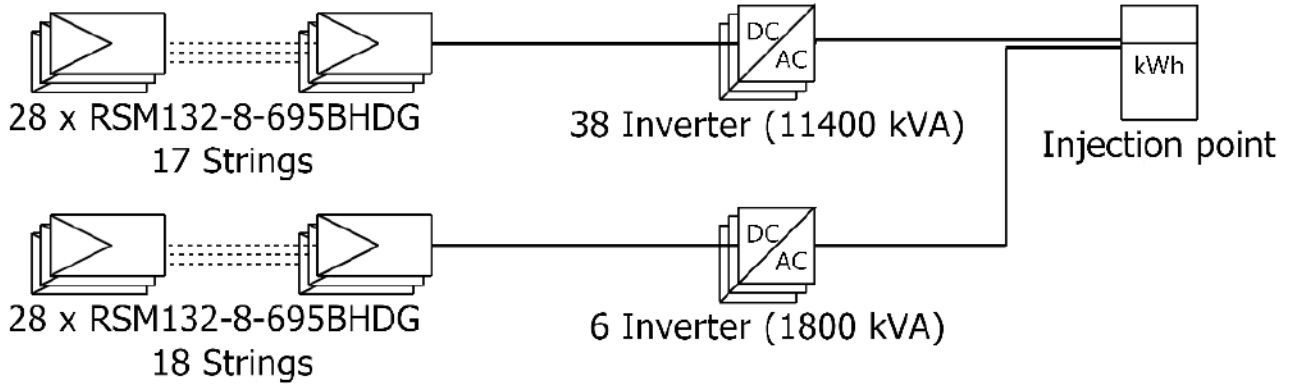 DC
AC
kWh
28 x RSM132-8-695BHDG
17 Strings
38 Inverter (11400 kVA)
Injection point
DC
AC
28 x RSM132-8-695BHDG
18 Strings
6 Inverter (1800 kVA)